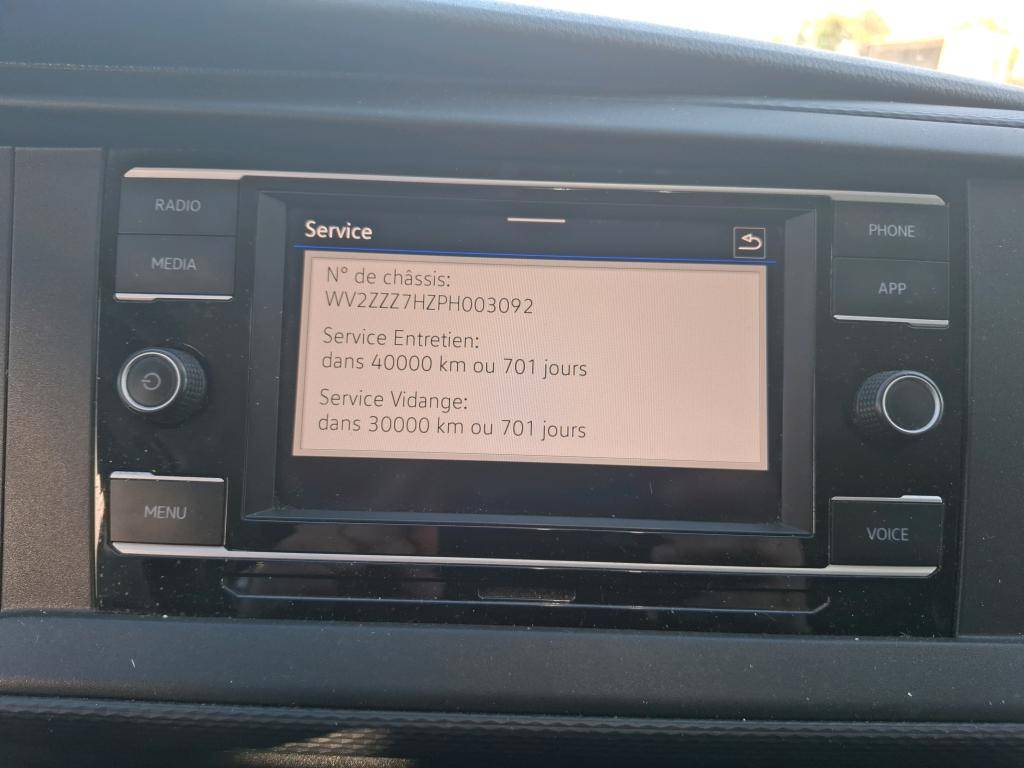 RADIO
MEDIA
MENU
Service
N° de châssis:
WV2ZZZ7HZPH003092
Service Entretien:
dans 40000 km ou 701 jours
Service Vidange:
dans 30000 km ou 701 jours
PHONE
APP
VOICE